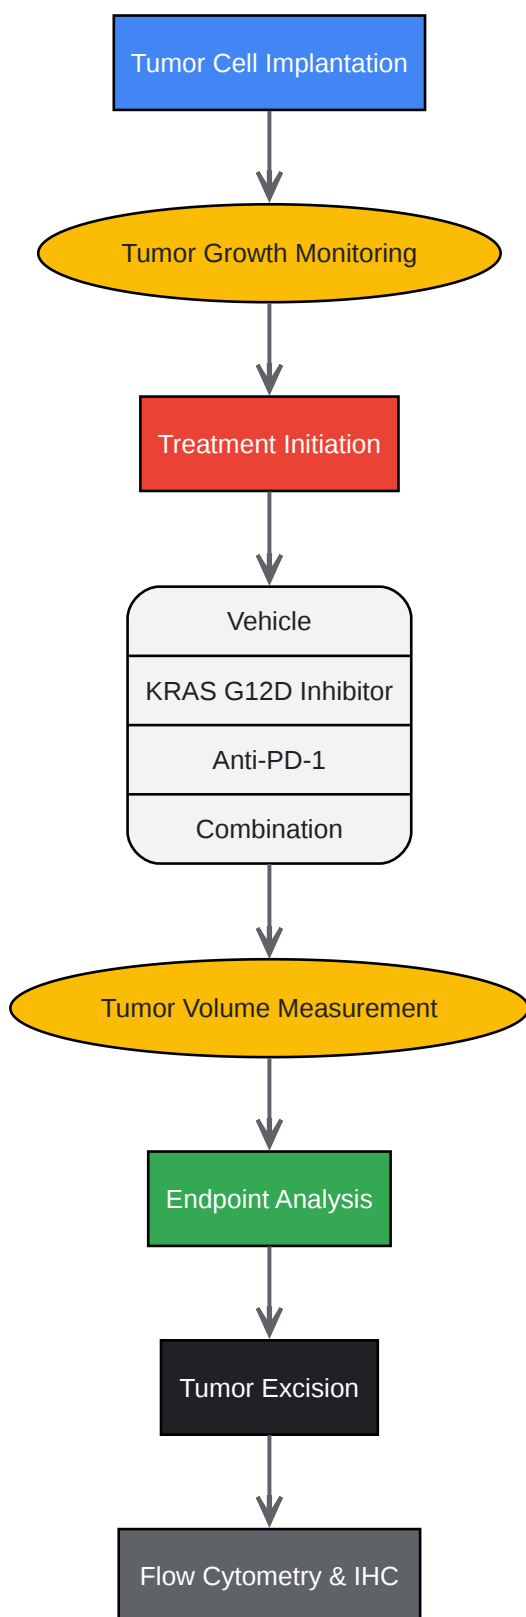 Tumor Cell Implantation
Tumor Growth Monitoring
Treatment Initiation
Vehicle
KRAS G12D Inhibitor
Anti-PD-1
Combination
Tumor Volume Measurement
Endpoint Analysis
Tumor Excision
Flow Cytometry & IHC